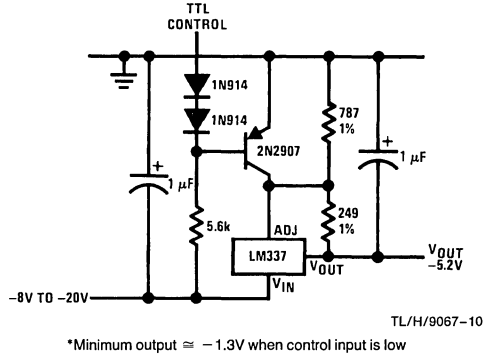 TTL
CONTROL
1N914
1N914
787
1%
2N2907
+
1 μF
+
1 μF
5.6k
249
1%
ADJ
LM337
VOUT
VIN
VOUT
−5.2V
−8V TO −20V
TL/H/9067–10
*Minimum output ≅ −1.3V when control input is low